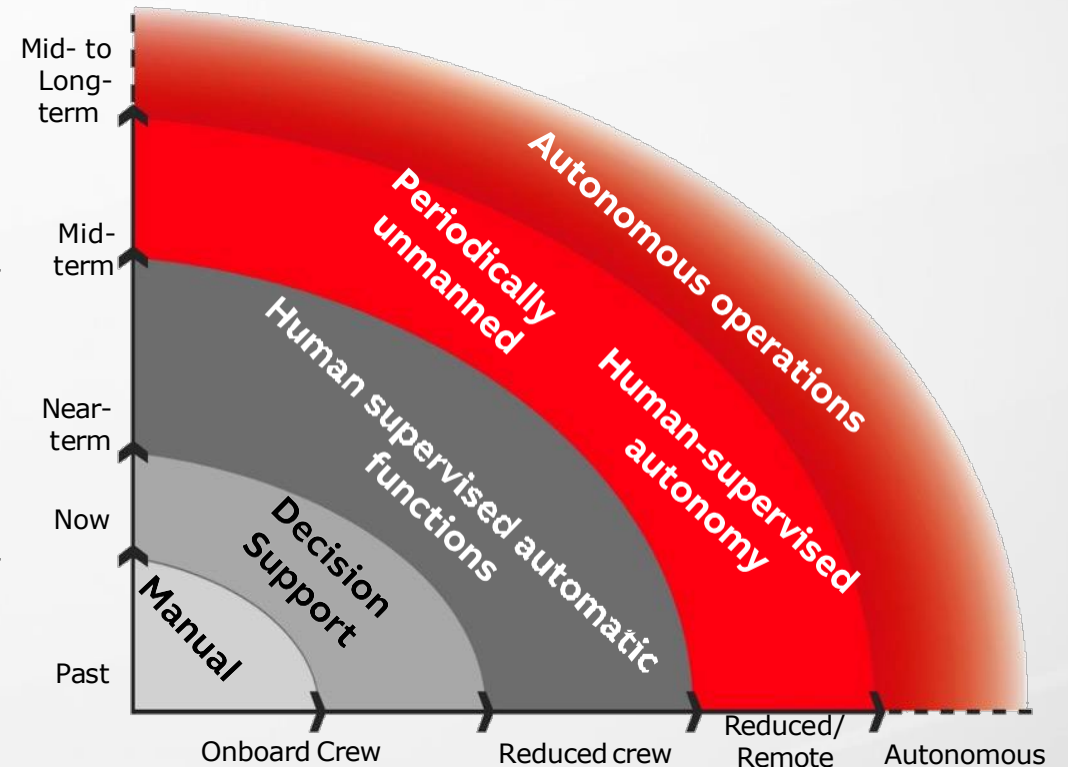 Mid- to
Long-
term
Mid-
term
Near-
term
Now
Past
Autonomous operations
Periodically
unmanned
Human-supervised
autonomy
Human supervised automatic
functions
Decision
Support
Manual
Onboard Crew
Reduced crew
Reduced/
Remote
Autonomous